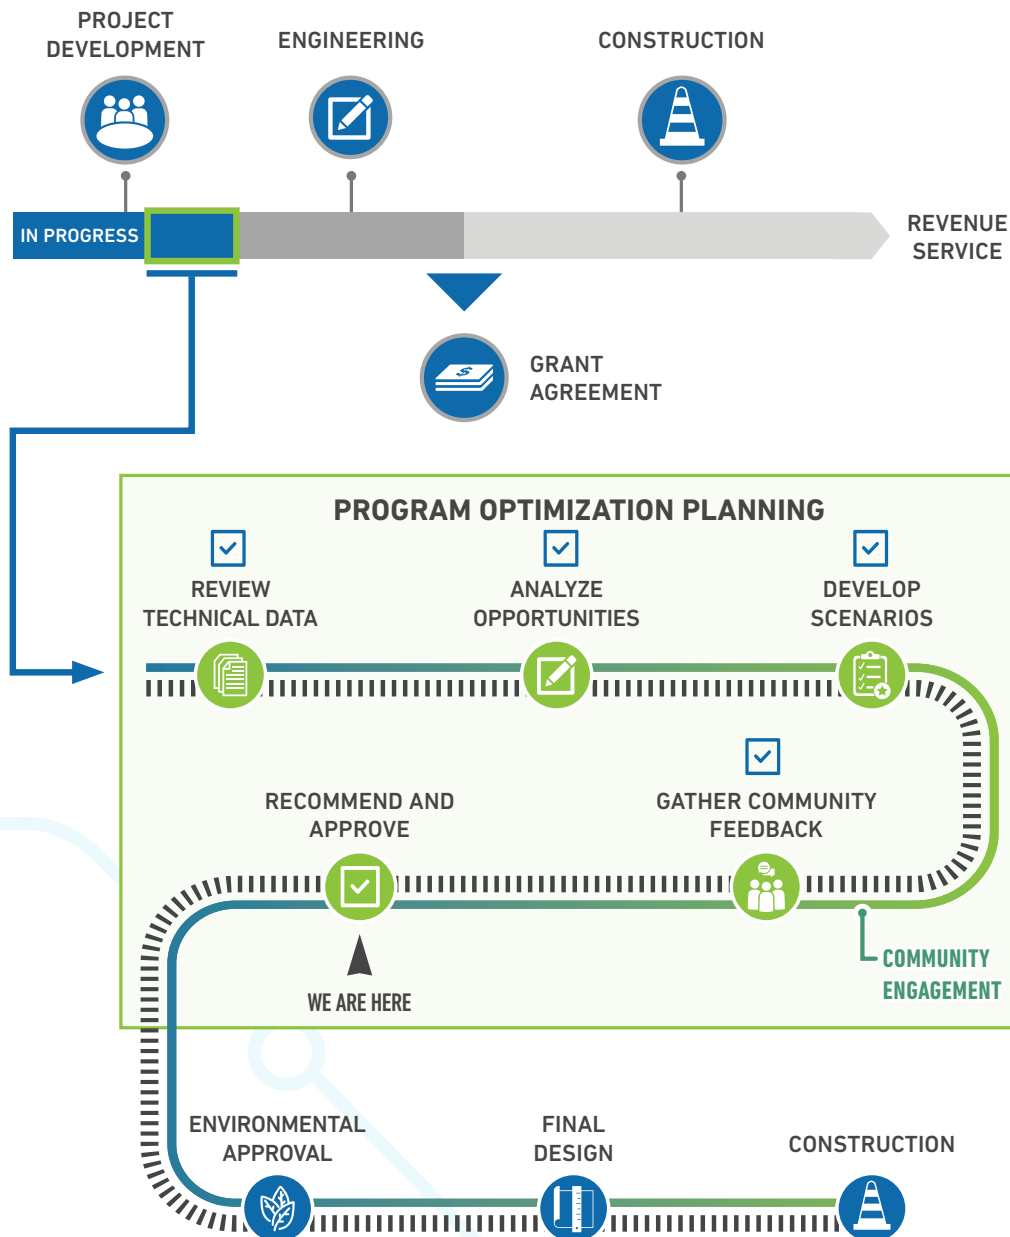 PROJECT
DEVELOPMENT
ENGINEERING
CONSTRUCTION
IN PROGRESS
REVENUE
SERVICE
$
GRANT
AGREEMENT
PROGRAM OPTIMIZATION PLANNING
REVIEW
TECHNICAL DATA
ANALYZE
OPPORTUNITIES
DEVELOP
SCENARIOS
RECOMMEND AND
APPROVE
GATHER COMMUNITY
FEEDBACK
WE ARE HERE
COMMUNITY
ENGAGEMENT
ENVIRONMENTAL
APPROVAL
FINAL
DESIGN
CONSTRUCTION